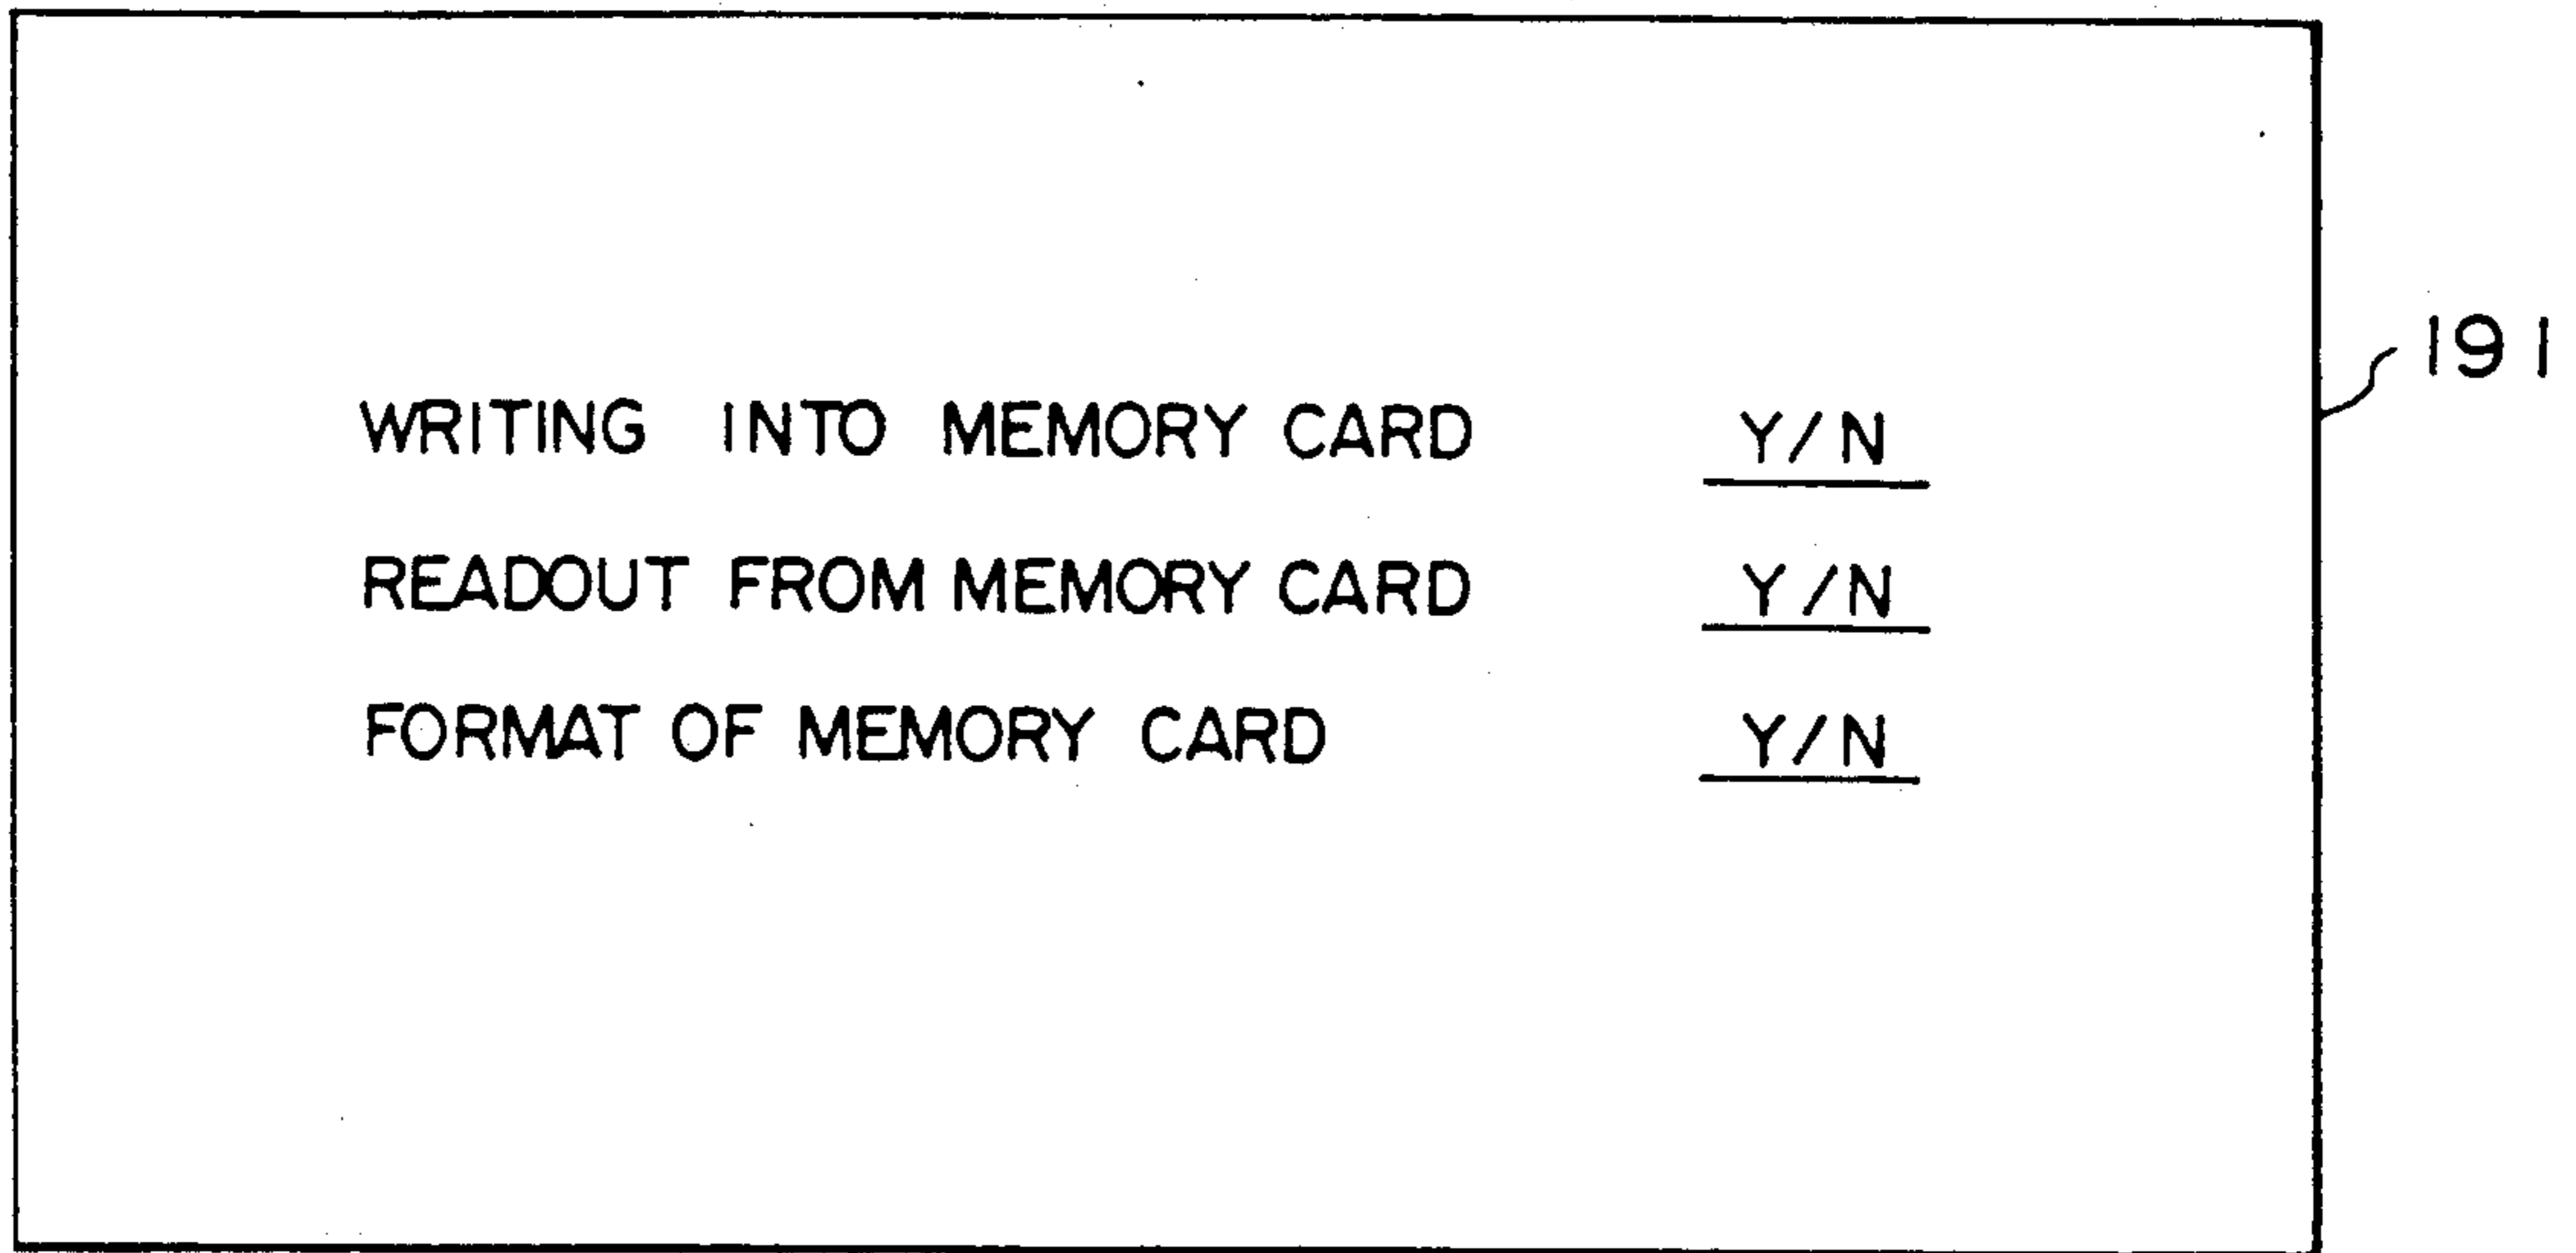 191
WRITING INTO MEMORY CARD Y/N
READOUT FROM MEMORY CARD Y/N
FORMAT OF MEMORY CARD Y/N